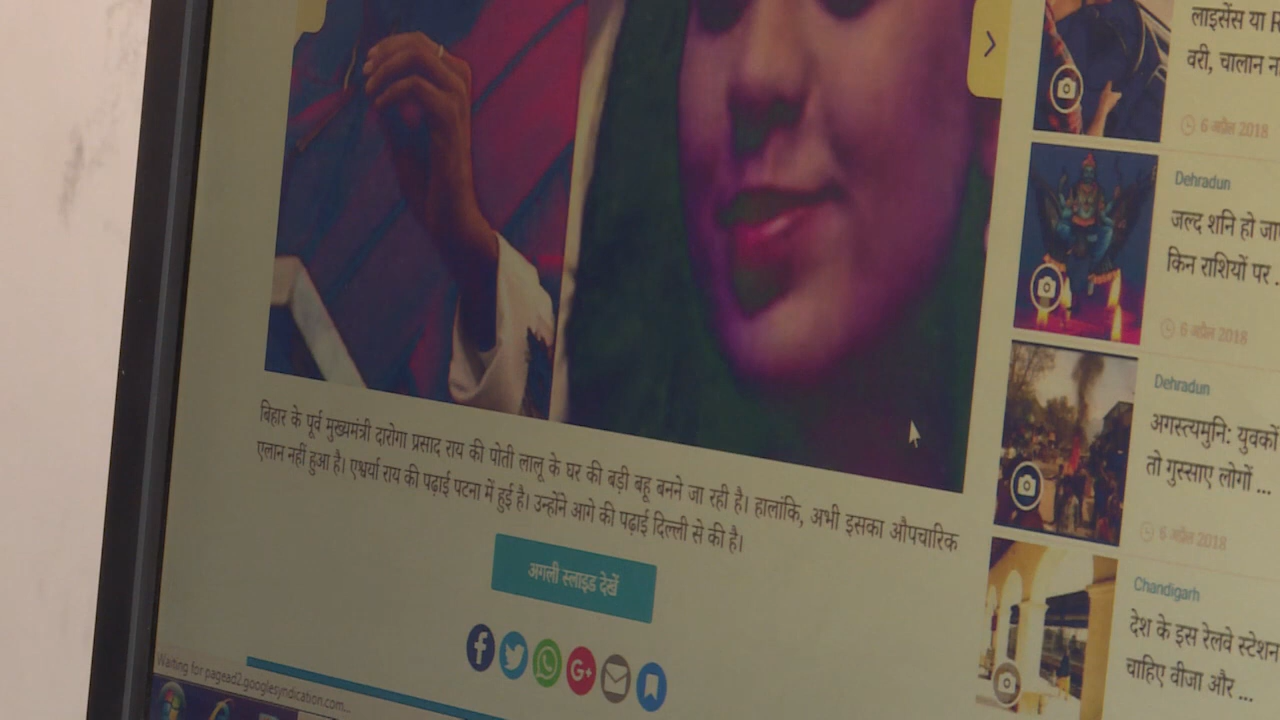 बिहार के पूर्व मुख्यमंत्री दारोगा प्रसाद राय की पोती लालू के घर की बड़ी बहू बनने जा रही है। हालांकि, अभी इसका औपचारिक
एलान नहीं हुआ है। एश्वर्या राय की पढ़ाई पटना में हुई है। उन्होंने आगे की पढ़ाई दिल्ली से की है।
अगली स्लाइड देखें
Waiting for pagead2.googlesyndication.com...
लाइसेंस या
वरी, चालान
6 अप्रैल 2018
Dehradun
जल्द शनि हो
किन राशियों पर ..
6 अप्रैल 2018
Dehradun
अगस्त्यमुनि: युवकों
तो गुस्साए लोगों ...
6 अप्रैल 2018
Chandigarh
देश के इस रेलवे स्टेशन
चाहिए वीजा और ...